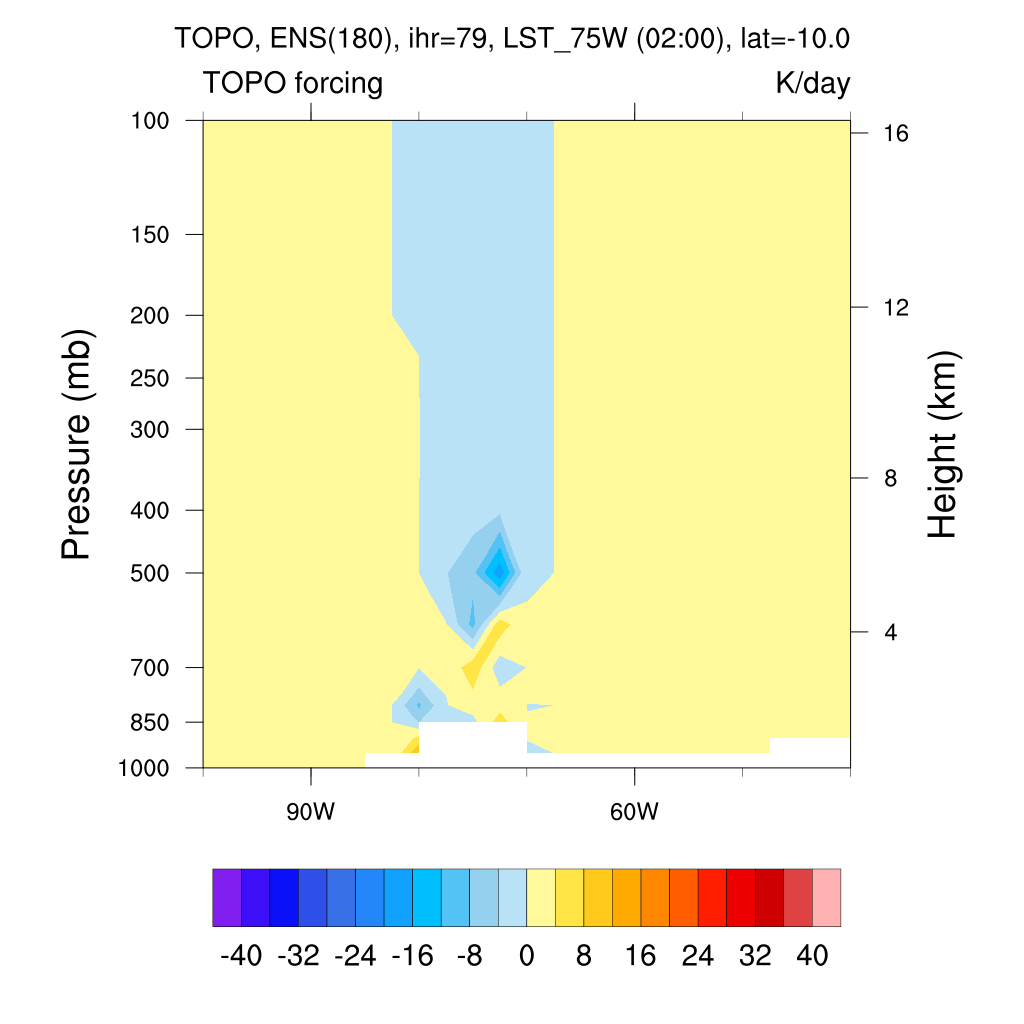 TOPO, ENS(180), ihr=79, LST_75W (02:00), lat=-10.0
TOPO forcing K/day
100
150
200
250
300
400
500
700
850
1000
Pressure (mb)
16
12
8
4
Height (km)
90W 60W
-40 -32 -24 -16 -8 0 8 16 24 32 40